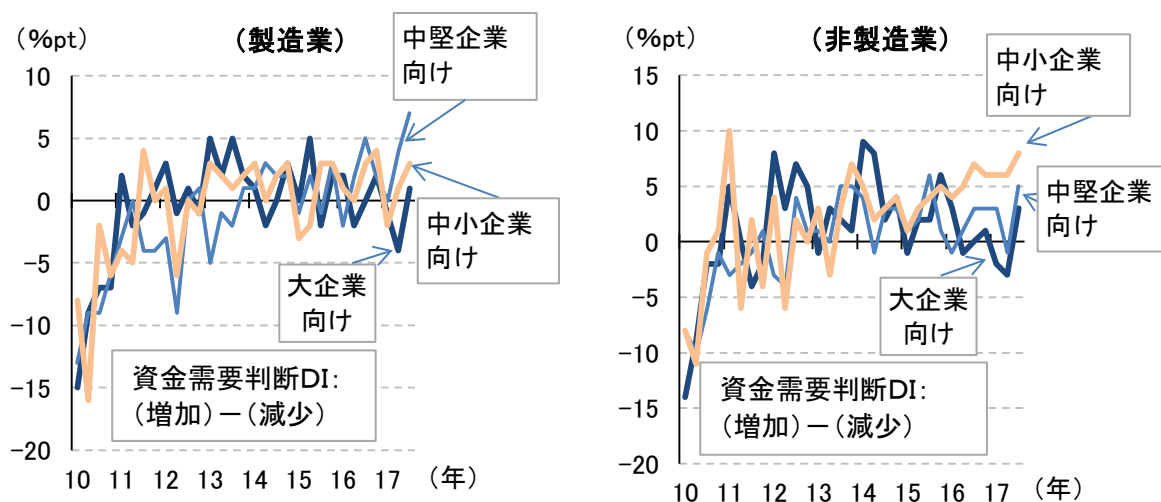 （%pt）
（製造業）
中堅企業
向け
10
5
0
−5
−10
−15
−20
中小企業
向け
大企業
向け
資金需要判断DI：
（増加）－（減少）
10 11 12 13 14 15 16 17 （年）
（%pt）
（非製造業）
中小企業
向け
15
10
5
0
−5
−10
−15
−20
中堅企業
向け
大企業
向け
資金需要判断DI：
（増加）－（減少）
10 11 12 13 14 15 16 17 （年）